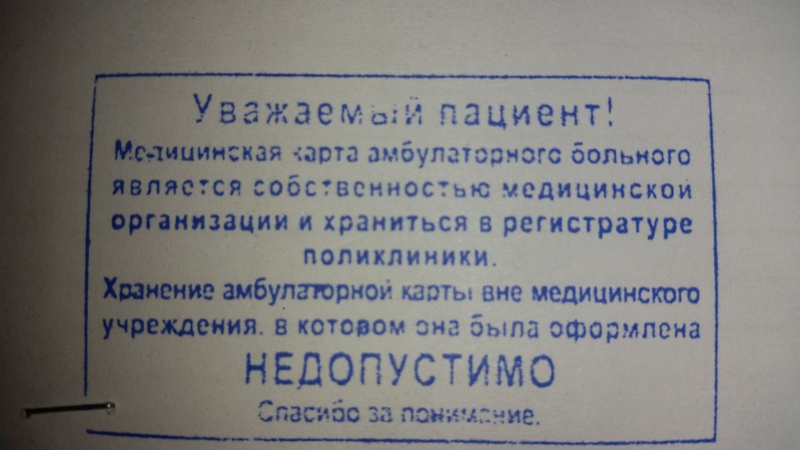 Уважаемый пациент!
Медицинская карта амбулаторного больного
является собственностью медицинской
организации и храниться в регистратуре
поликлиники.
Хранение амбулаторной карты вне медицинского
учреждения. в котором она была оформлена
НЕДОПУСТИМО
Спасибо за понимание.